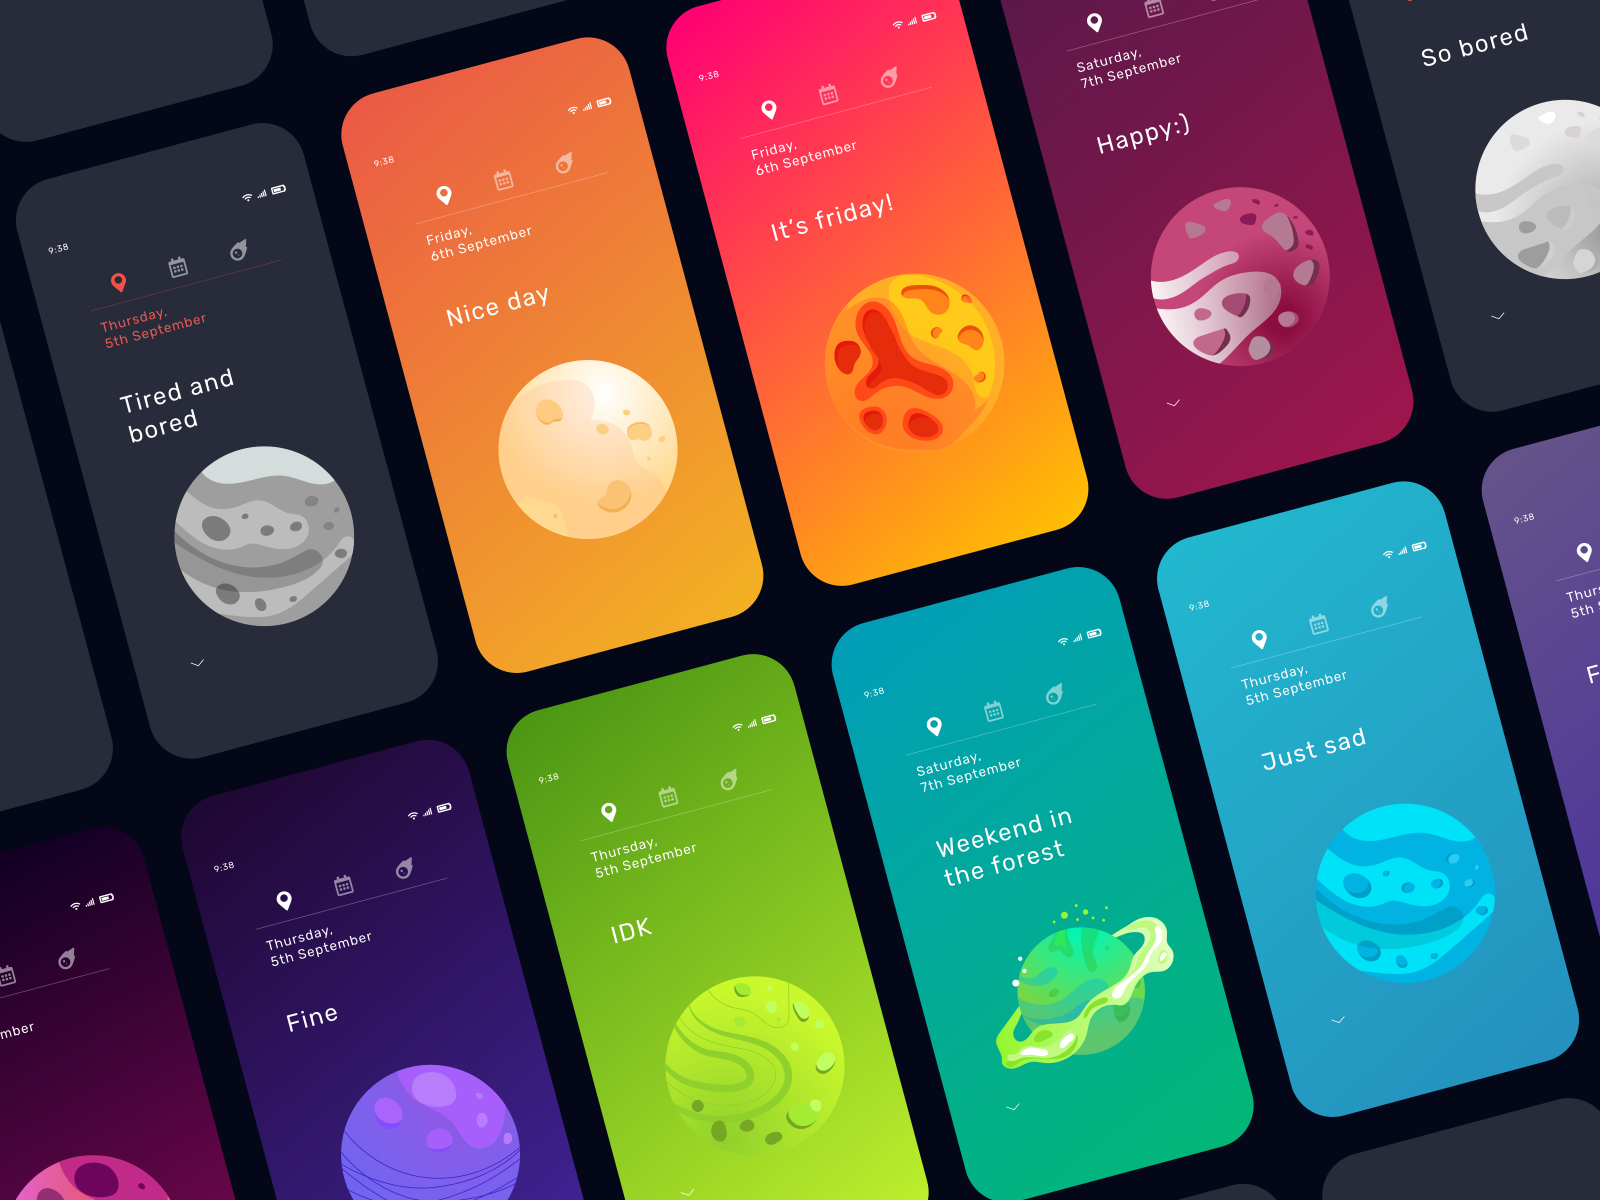 9:38
Thursday,
5th September
Tired and
bored
9:38
Friday,
6th September
Nice day
9:38
Friday,
6th September
It's friday!
Saturday,
7th September
Happy:)
So bored
mber
9:38
Thursday,
5th September
Fine
9:38
Thursday,
5th September
IDK
9:38
Saturday,
7th September
Weekend in
the forest
9:38
Thursday,
5th September
Just sad
9:38
Thurs
5th S
F